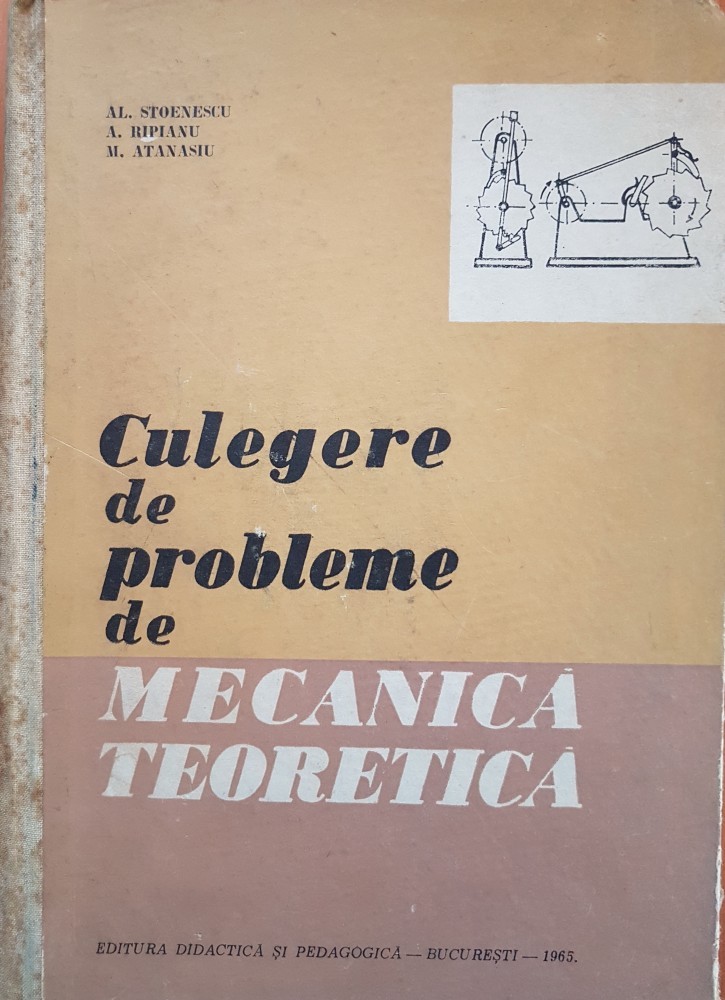 AL. STOENESCU
A. RIPIANU
M. ATANASIU
Culegere
de
probleme
de
MECANICĂ
TEORETICĂ
EDITURA DIDACTICĂ ȘI PEDAGOGICĂ — BUCUREȘTI — 1965.